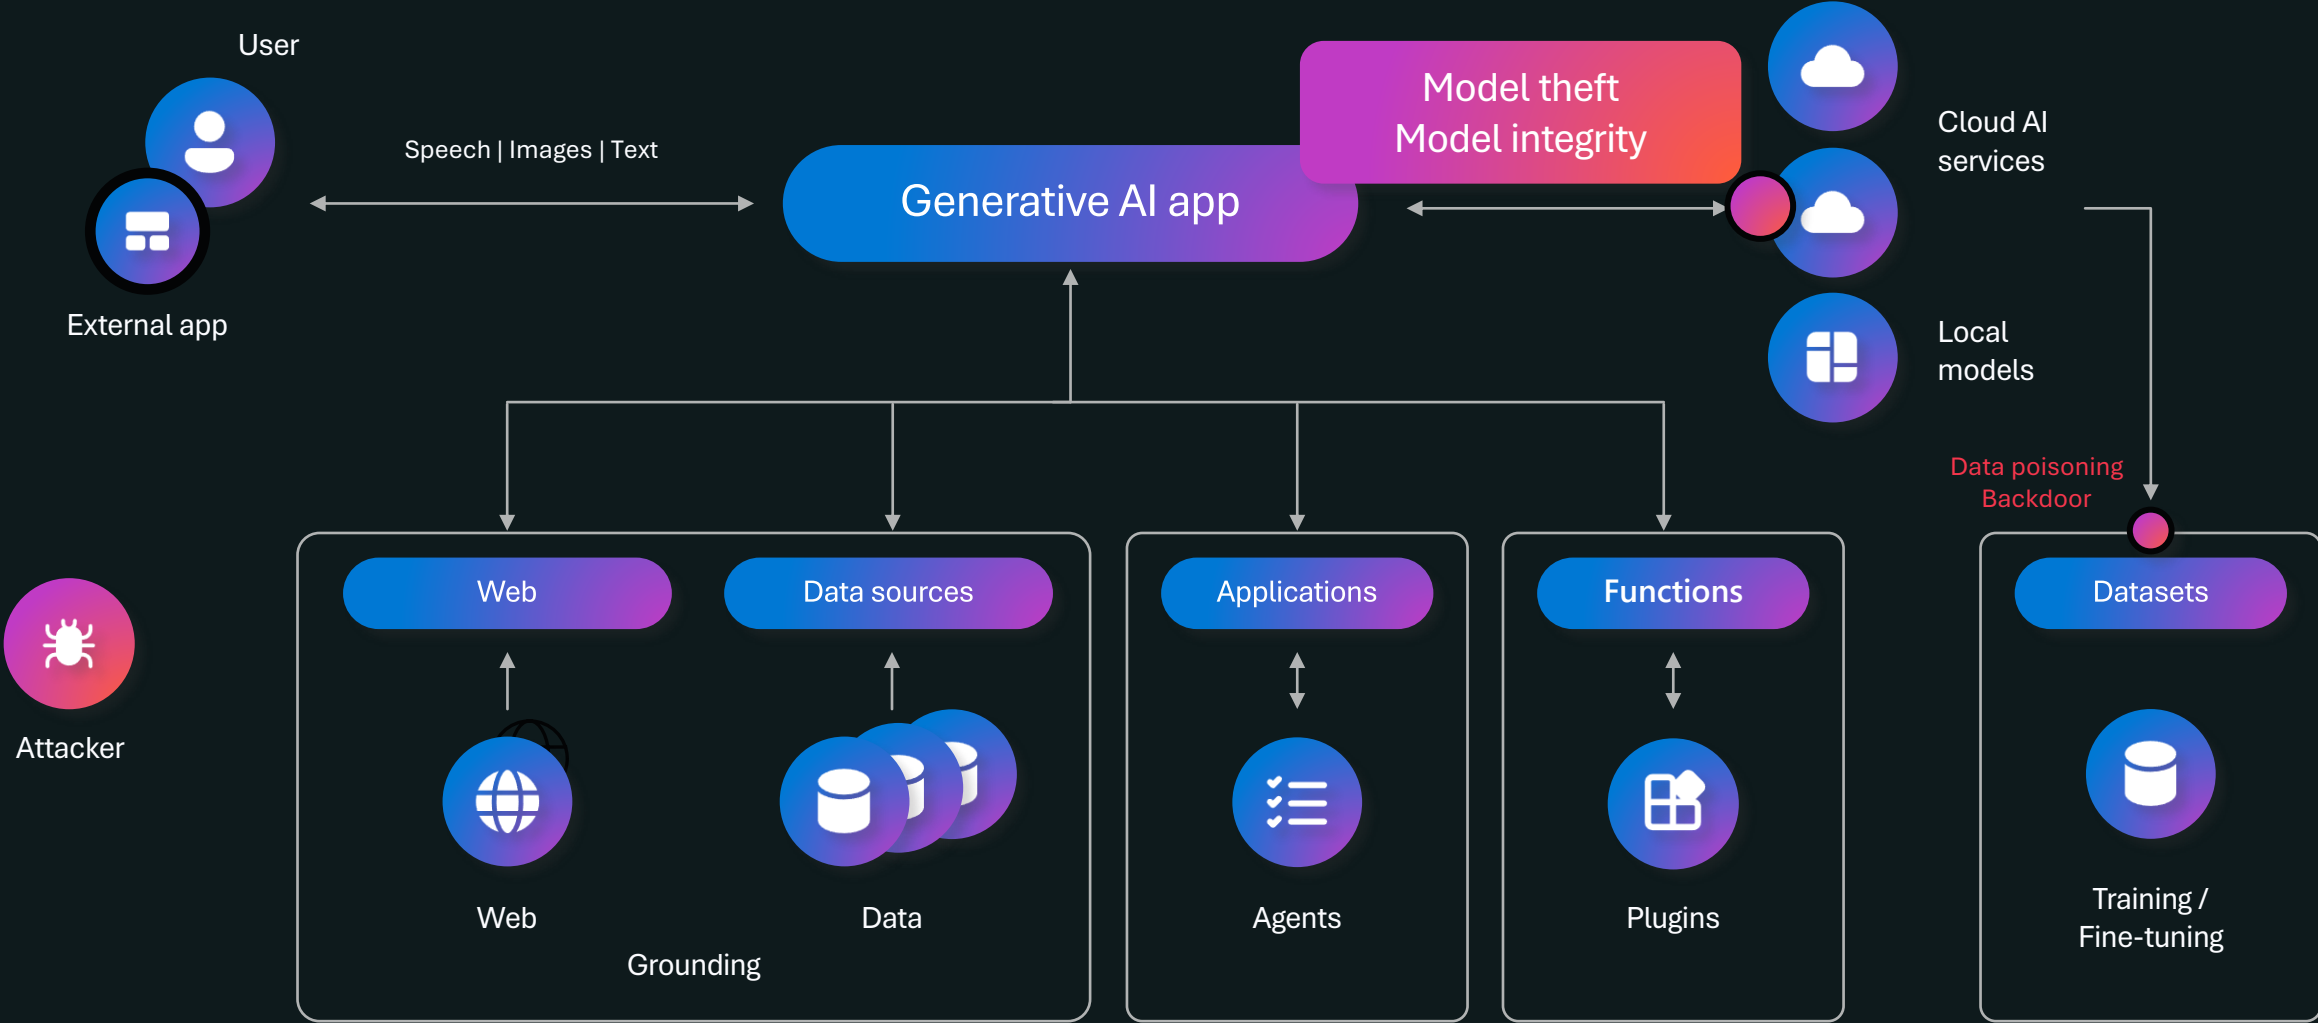 User
Speech | Images | Text
External app
Generative AI app
Model theft
Model integrity
Cloud AI
services
Local
models
Data poisoning
Backdoor
Attacker
Web
Data sources
Applications
Functions
Datasets
Web
Data
Grounding
Agents
Plugins
Training /
Fine-tuning